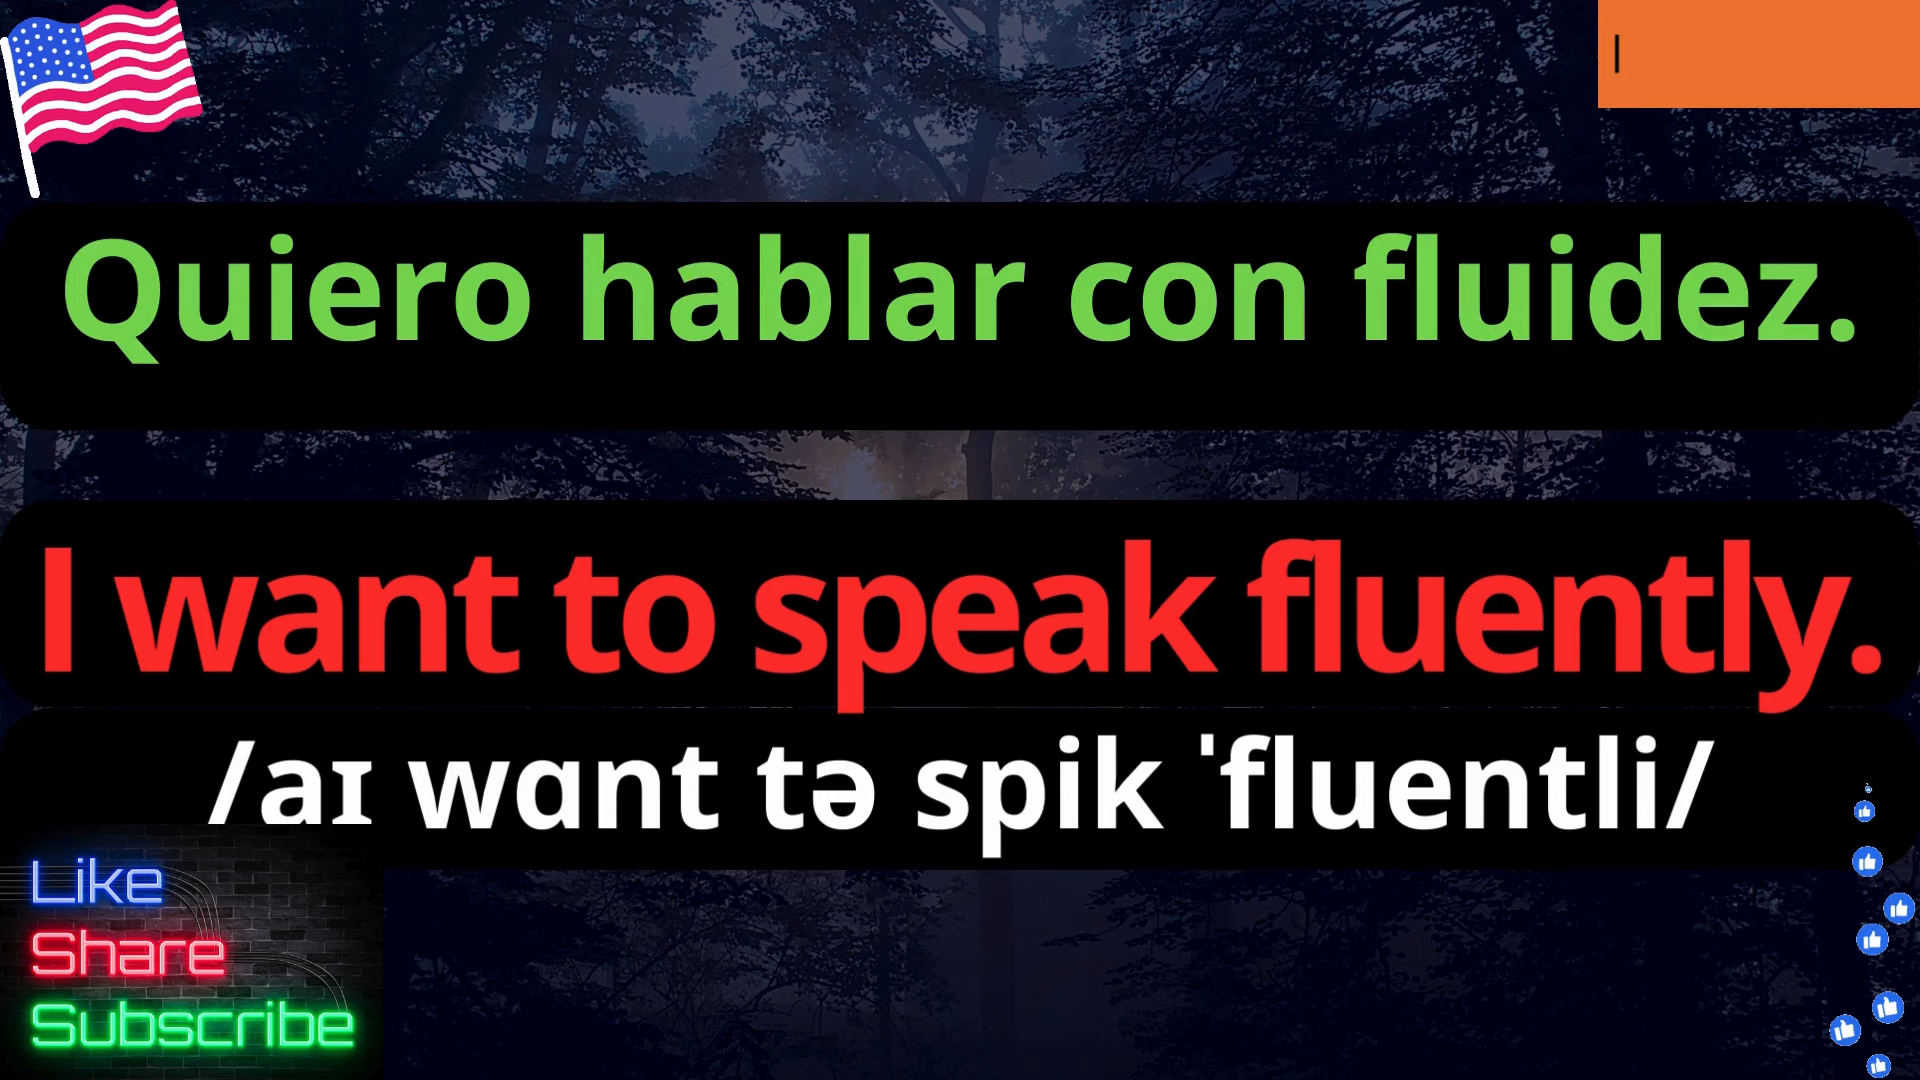 Quiero hablar con fluidez.
I want to speak fluently.
/aɪ wɑnt tə spik ˈfluentli/
Like
Share
Subscribe